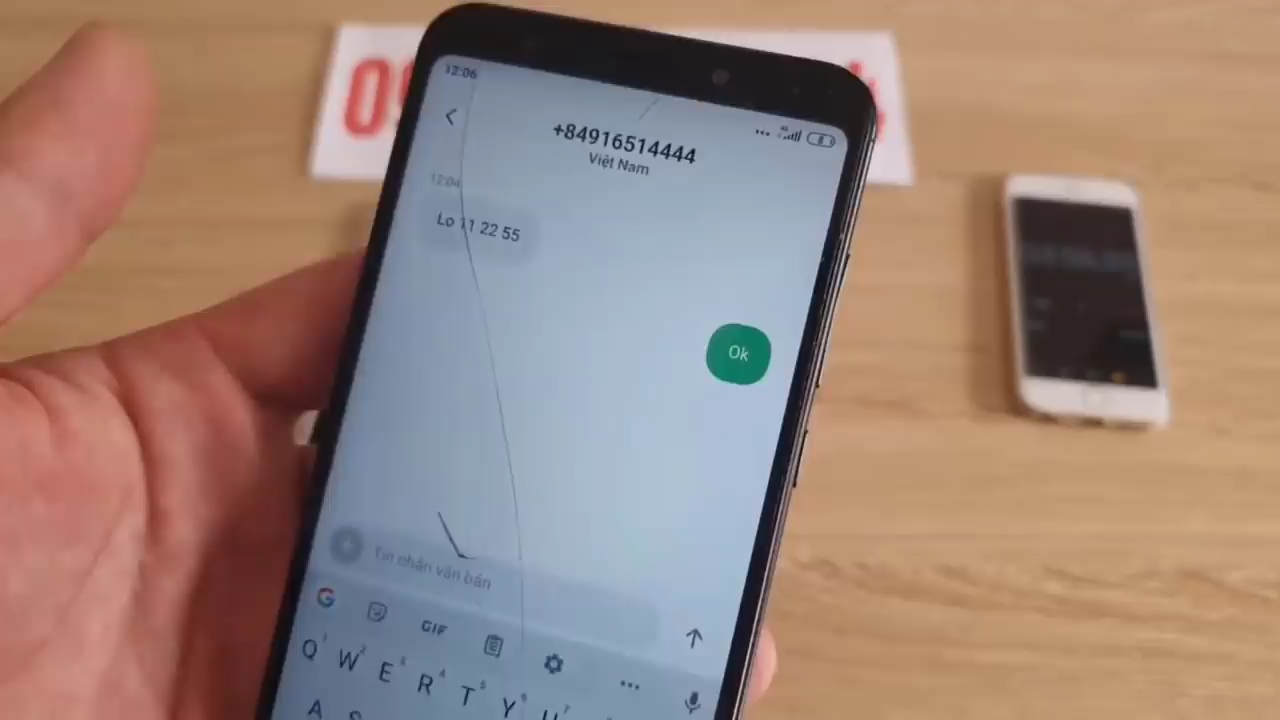 12:06
+84916514444
Việt Nam
12:04
Lo 11 22 55
Ok
Tin nhắn văn bản
GIF
Q W E R T Y U
A S